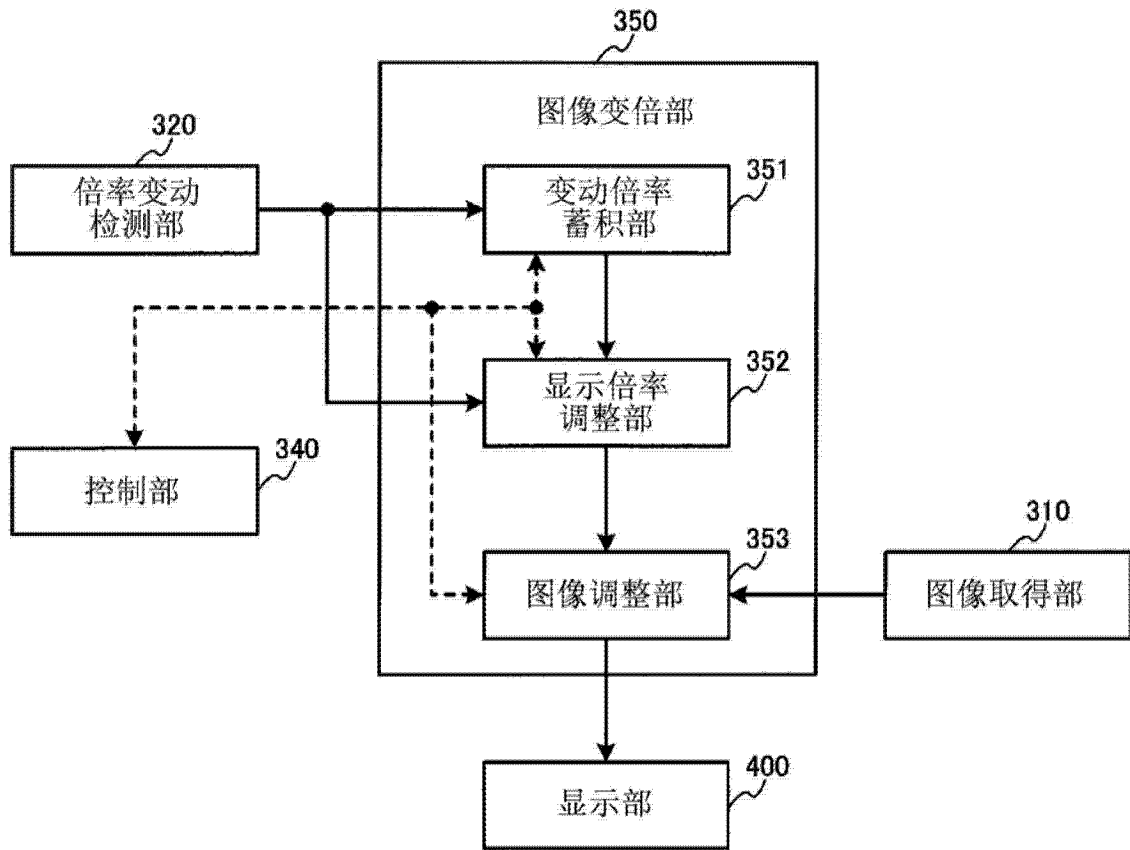 350
图像变倍部
320
倍率变动
检测部
351
变动倍率
蓄积部
352
显示倍率
调整部
340
控制部
353
图像调整部
310
图像取得部
400
显示部